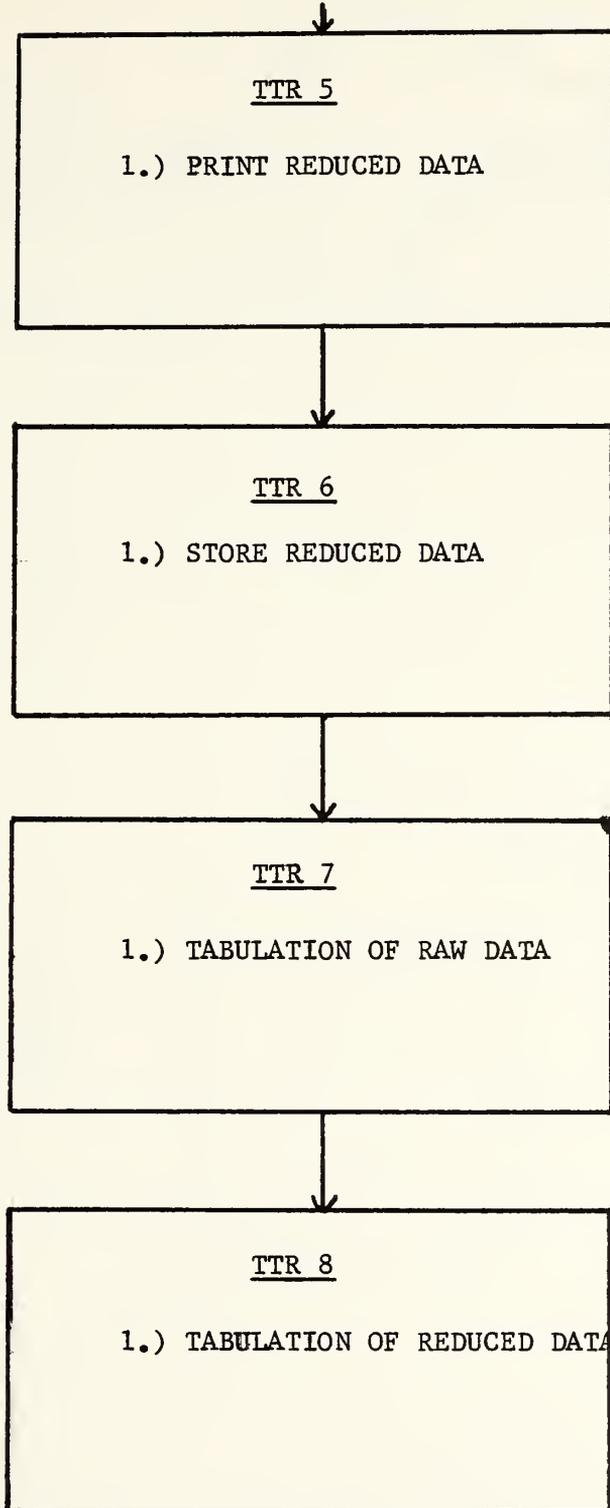 TTR 5
1.) PRINT REDUCED DATA
TTR 6
1.) STORE REDUCED DATA
TTR 7
1.) TABULATION OF RAW DATA
TTR 8
1.) TABULATION OF REDUCED DATA